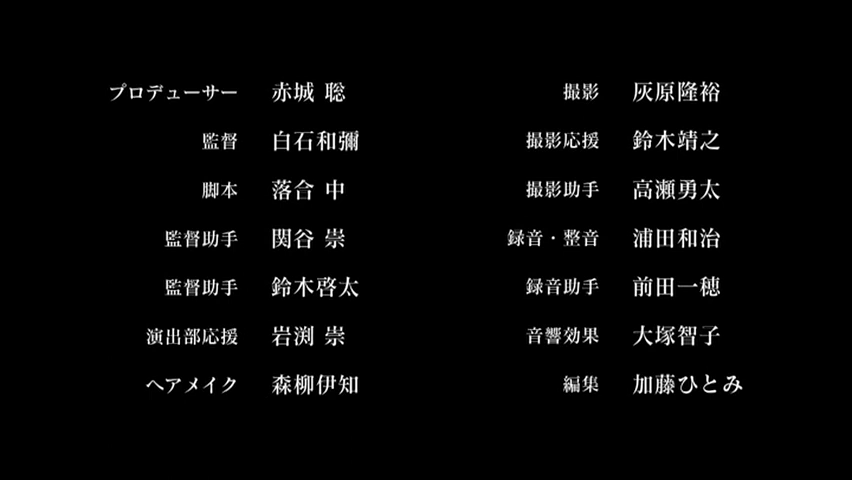 プロデューサー 赤城 聡
監督 白石和彌
脚本 落合 中
監督助手 関谷 崇
監督助手 鈴木啓太
演出部応援 岩渕 崇
ヘアメイク 森柳伊知
撮影 灰原隆裕
撮影応援 鈴木靖之
撮影助手 高瀬勇太
録音・整音 浦田和治
録音助手 前田一穂
音響効果 大塚智子
編集 加藤ひとみ